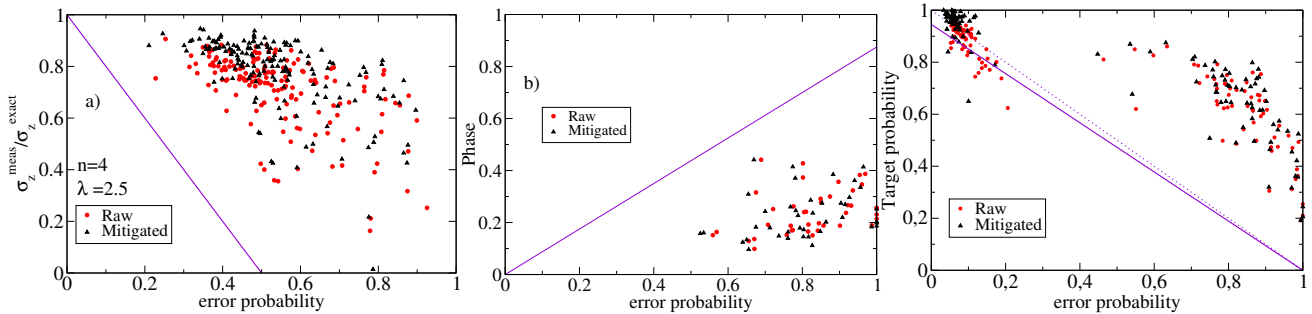 1
0.8
0.6
0.4
0.2
0
0
0.2
0.4
0.6
0.8
1
σz^meas/σz^exact
error probability
a)
n=4
λ =2.5
Raw
Mitigated
1
0.8
0.6
0.4
0.2
0
0
0.2
0.4
0.6
0.8
1
Phase
error probability
b)
Raw
Mitigated
1
0,8
0,6
0,4
0,2
0
0
0,2
0,4
0,6
0,8
1
Target probability
error probability
Raw
Mitigated